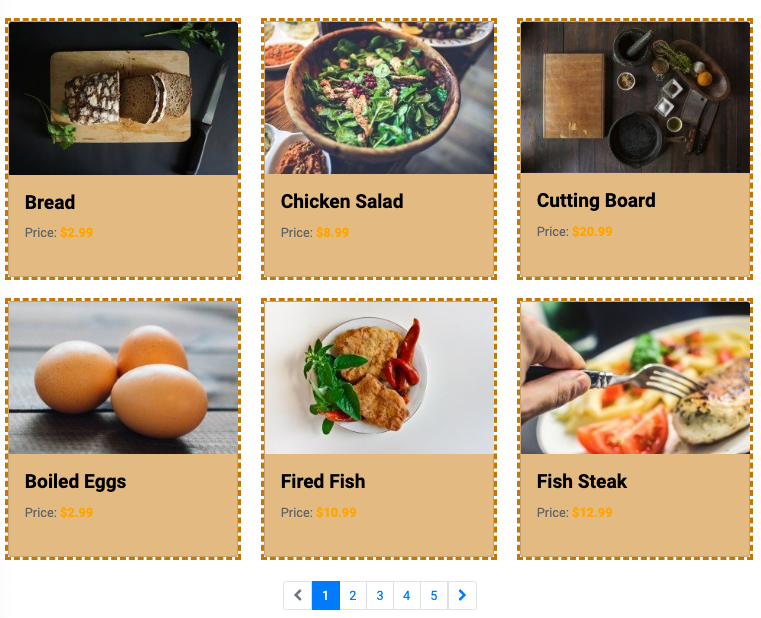 Bread
Price: $2.99
Chicken Salad
Price: $8.99
Cutting Board
Price: $20.99
Boiled Eggs
Price: $2.99
Fired Fish
Price: $10.99
Fish Steak
Price: $12.99
1 2 3 4 5